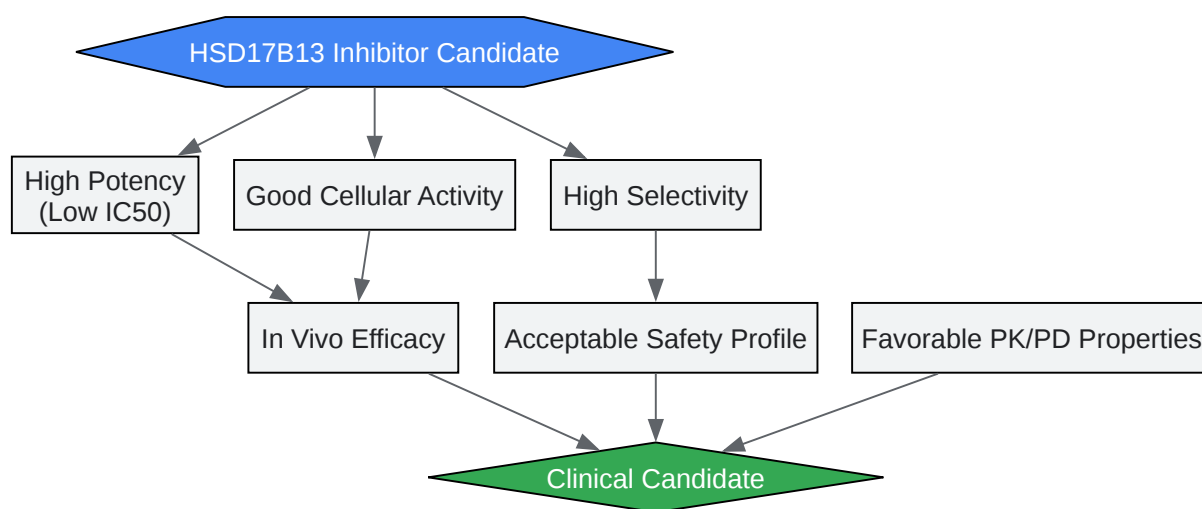 HSD17B13 Inhibitor Candidate
High Potency
(Low IC50)
Good Cellular Activity
High Selectivity
In Vivo Efficacy
Acceptable Safety Profile
Favorable PK/PD Properties
Clinical Candidate